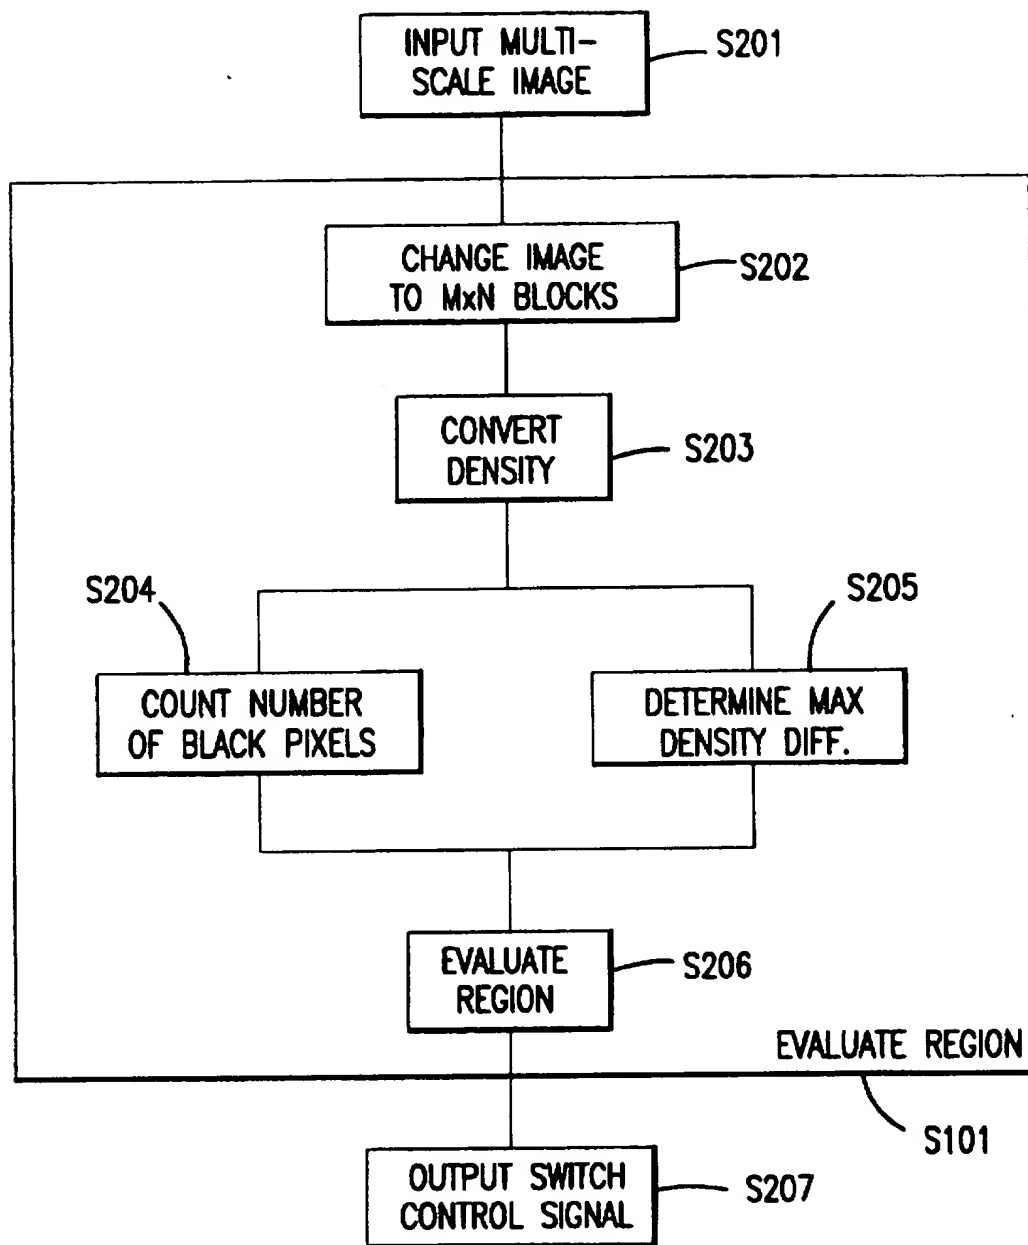 INPUT MULTI-
SCALE IMAGE
S201
CHANGE IMAGE
TO MxN BLOCKS
S202
CONVERT
DENSITY
S203
S204
COUNT NUMBER
OF BLACK PIXELS
S205
DETERMINE MAX
DENSITY DIFF.
EVALUATE
REGION
S206
EVALUATE REGION
S101
OUTPUT SWITCH
CONTROL SIGNAL
S207